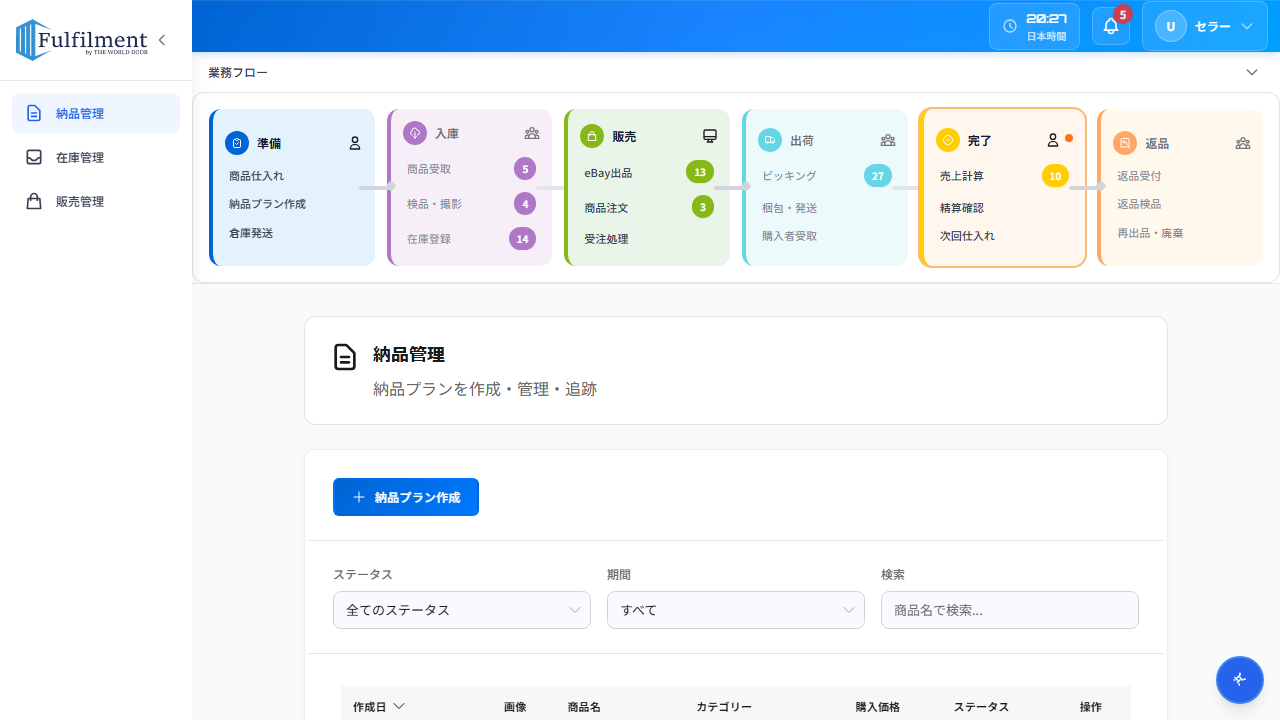 Fulfilment
by THE WORLD DOOR
20:27
日本時間
5
U
セラー
納品管理
在庫管理
販売管理
業務フロー
準備
商品仕入れ
納品プラン作成
倉庫発送
入庫
商品受取
5
検品・撮影
4
在庫登録
14
販売
eBay出品
13
商品注文
3
受注処理
出荷
ピッキング
27
梱包・発送
購入者受取
完了
売上計算
10
精算確認
次回仕入れ
返品
返品受付
返品検品
再出品・廃棄
納品管理
納品プランを作成・管理・追跡
納品プラン作成
ステータス
全てのステータス
期間
すべて
検索
商品名で検索...
作成日 画像 商品名 カテゴリー 購入価格 ステータス 操作